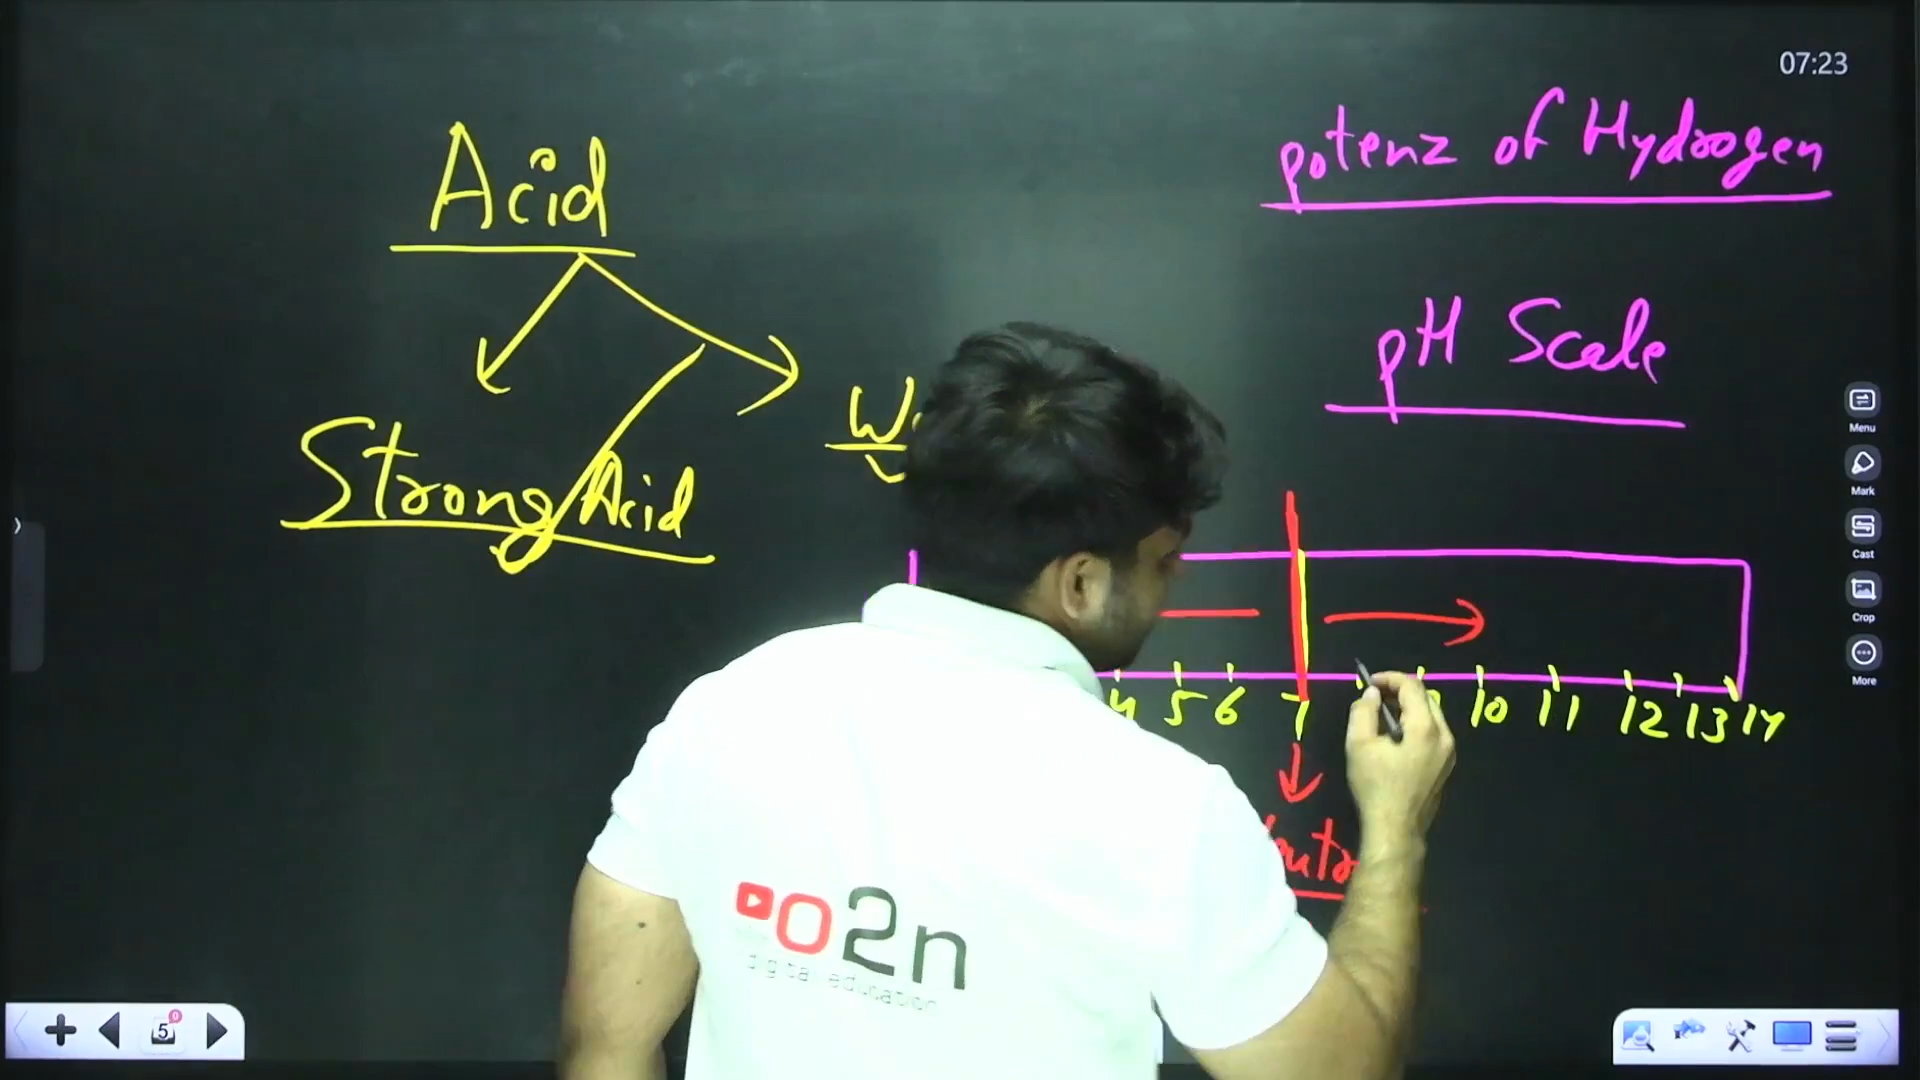 07:23
potenz of Hydrogen
Acid
pH Scale
Strong Acid
5 6 7 10 11 12 13 14
o2n
digital education
Menu
Mark
Cast
Crop
More
5
0